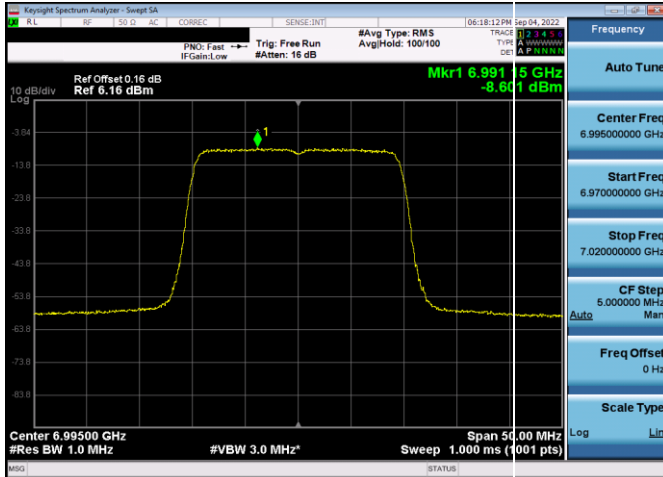 Keysight Spectrum Analyzer - Swept SA
RL RF 50 Ω AC CORREC SENSE:INT 06:18:12 PM Sep 04, 2022
#Avg Type: RMS TRACE 1 2 3 4 5 6
PNO: Fast Trig: Free Run Avg|Hold: 100/100 TYPE A WWWWW
IFGain:Low #Atten: 16 dB DET A P N N N N
Mkr1 6.991 15 GHz
-8.601 dBm
Ref Offset 0.16 dB
10 dB/div Ref 6.16 dBm
Log
1
-3.84
-13.8
-23.8
-33.8
-43.8
-53.8
-63.8
-73.8
-83.8
Center 6.99500 GHz Span 50.00 MHz
#Res BW 1.0 MHz #VBW 3.0 MHz* Sweep 1.000 ms (1001 pts)
MSG STATUS
Frequency
Auto Tune
Center Freq
6.995000000 GHz
Start Freq
6.970000000 GHz
Stop Freq
7.020000000 GHz
CF Step
5.000000 MHz
Auto Man
Freq Offset
0 Hz
Scale Type
Log Lin